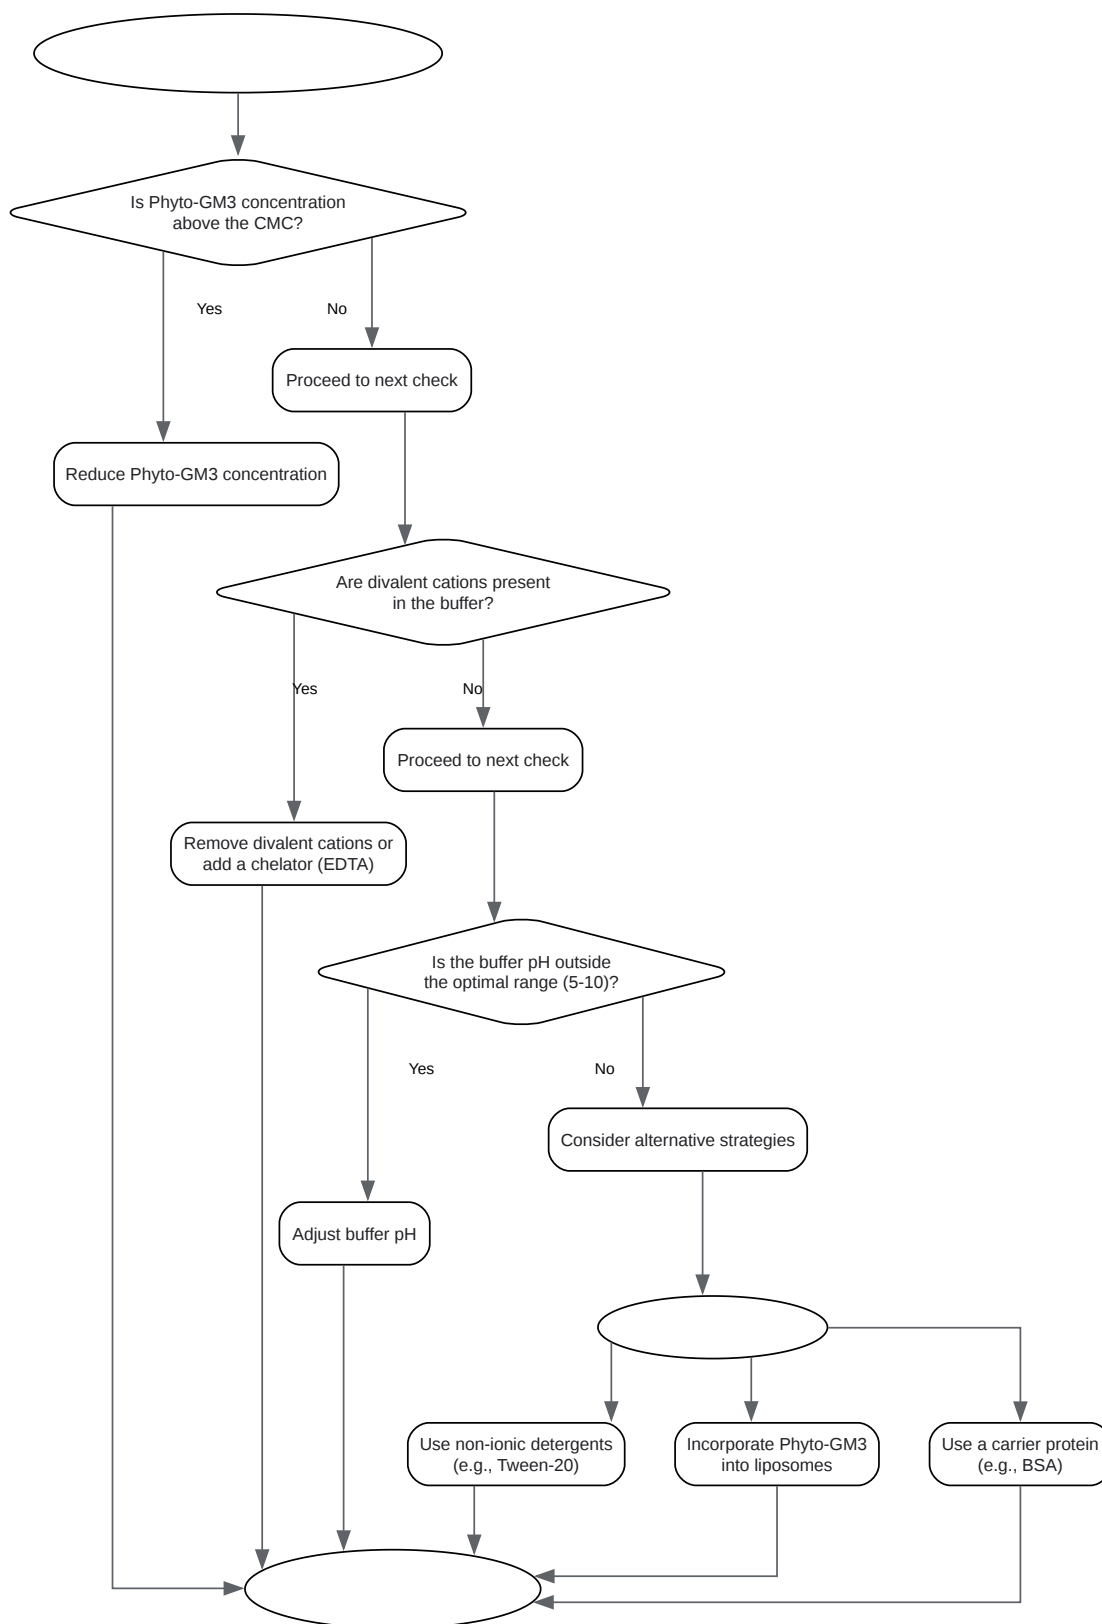 Is Phyto-GM3 concentration
above the CMC?
Yes
No
Proceed to next check
Reduce Phyto-GM3 concentration
Are divalent cations present
in the buffer?
Yes
No
Proceed to next check
Remove divalent cations or
add a chelator (EDTA)
Is the buffer pH outside
the optimal range (5-10)?
Yes
No
Consider alternative strategies
Adjust buffer pH
Use non-ionic detergents
(e.g., Tween-20)
Incorporate Phyto-GM3
into liposomes
Use a carrier protein
(e.g., BSA)